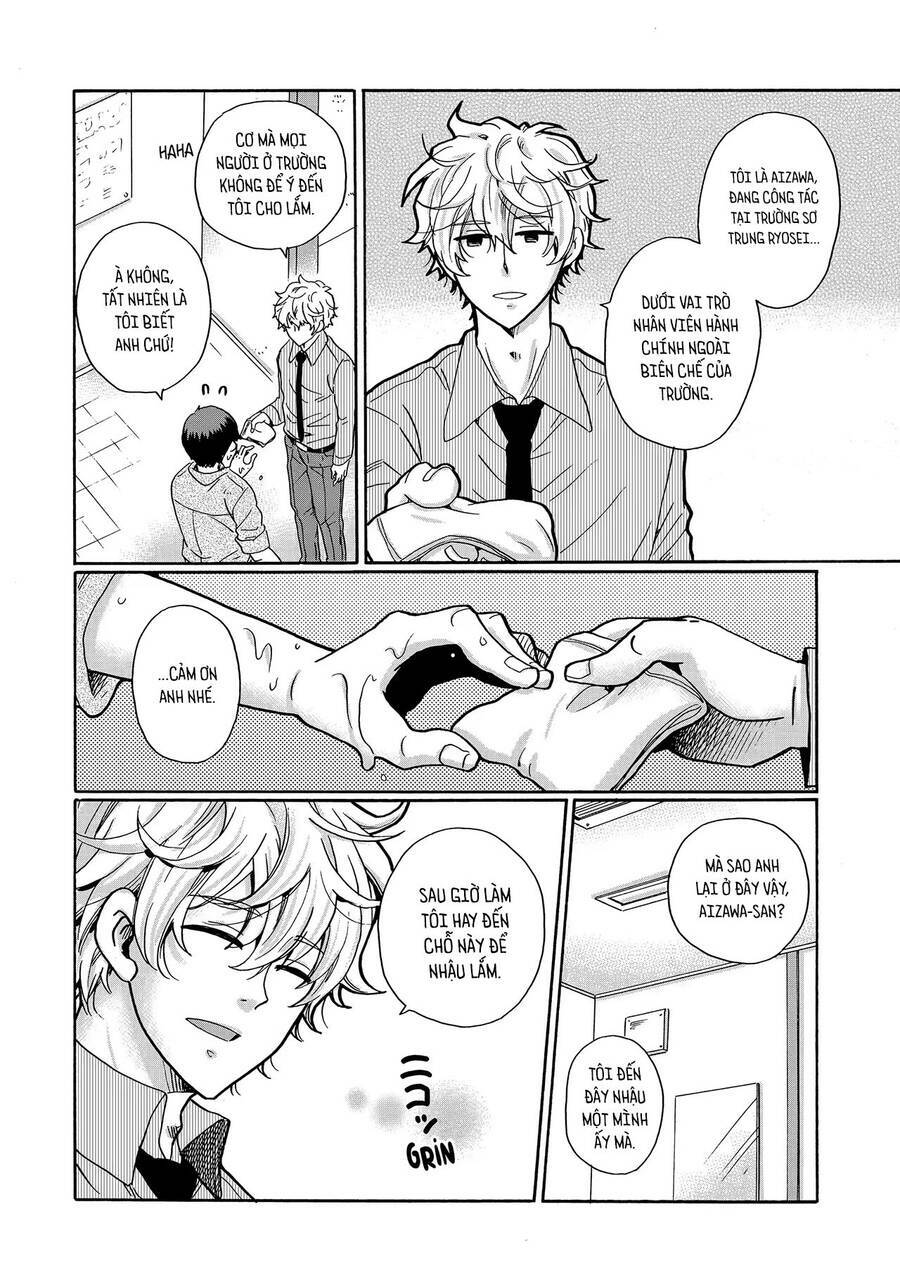 TÔI LÀ AIZAWA,
ĐANG CÔNG TÁC
TẠI TRƯỜNG SƠ
TRUNG RYOSEI...
DƯỚI VAI TRÒ
NHÂN VIÊN HÀNH
CHÍNH NGOÀI
BIÊN CHẾ CỦA
TRƯỜNG.
CƠ MÀ MỌI
NGƯỜI Ở TRƯỜNG
KHÔNG ĐỂ Ý ĐẾN
TÔI CHO LẮM.
HAHA
À KHÔNG,
TẤT NHIÊN LÀ
TÔI BIẾT
ANH CHỨ!
...CẢM ƠN
ANH NHÉ.
MÀ SAO ANH
LẠI Ở ĐÂY VẬY,
AIZAWA-SAN?
TÔI ĐẾN
ĐÂY NHẬU
MỘT MÌNH
ẤY MÀ.
SAU GIỜ LÀM
TÔI HAY ĐẾN
CHỖ NÀY ĐỂ
NHẬU LẮM.
ニコッ
GRIN